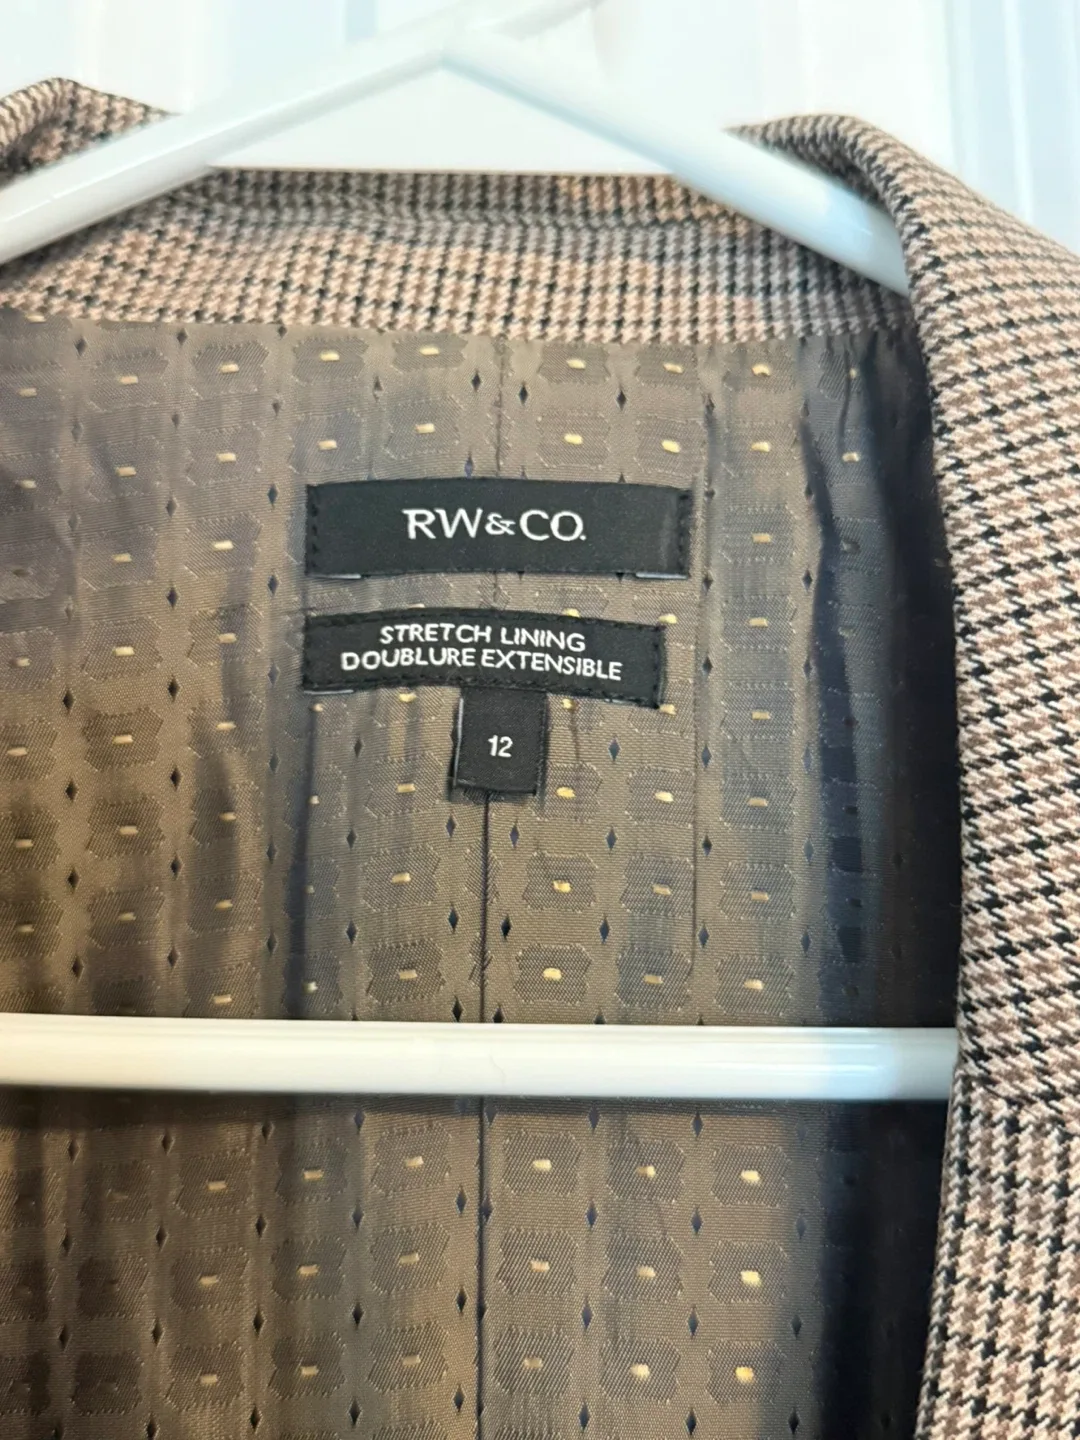 RW&CO.
STRETCH LINING
DOUBLURE EXTENSIBLE
12